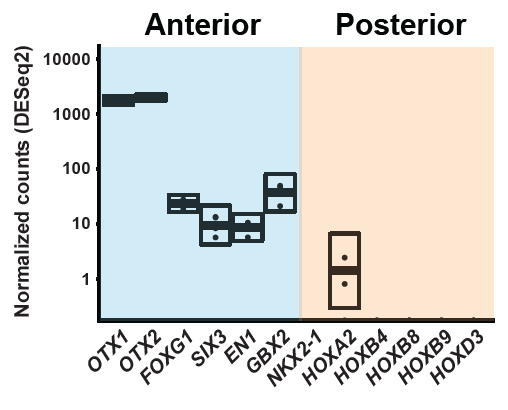 Anterior Posterior
Normalized counts (DESeq2)
10000
1000
100
10
1
OTX1 OTX2 FOXG1 SIX3 EN1 GBX2 NKX2-1 HOXA2 HOXB4 HOXB8 HOXB9 HOXD3